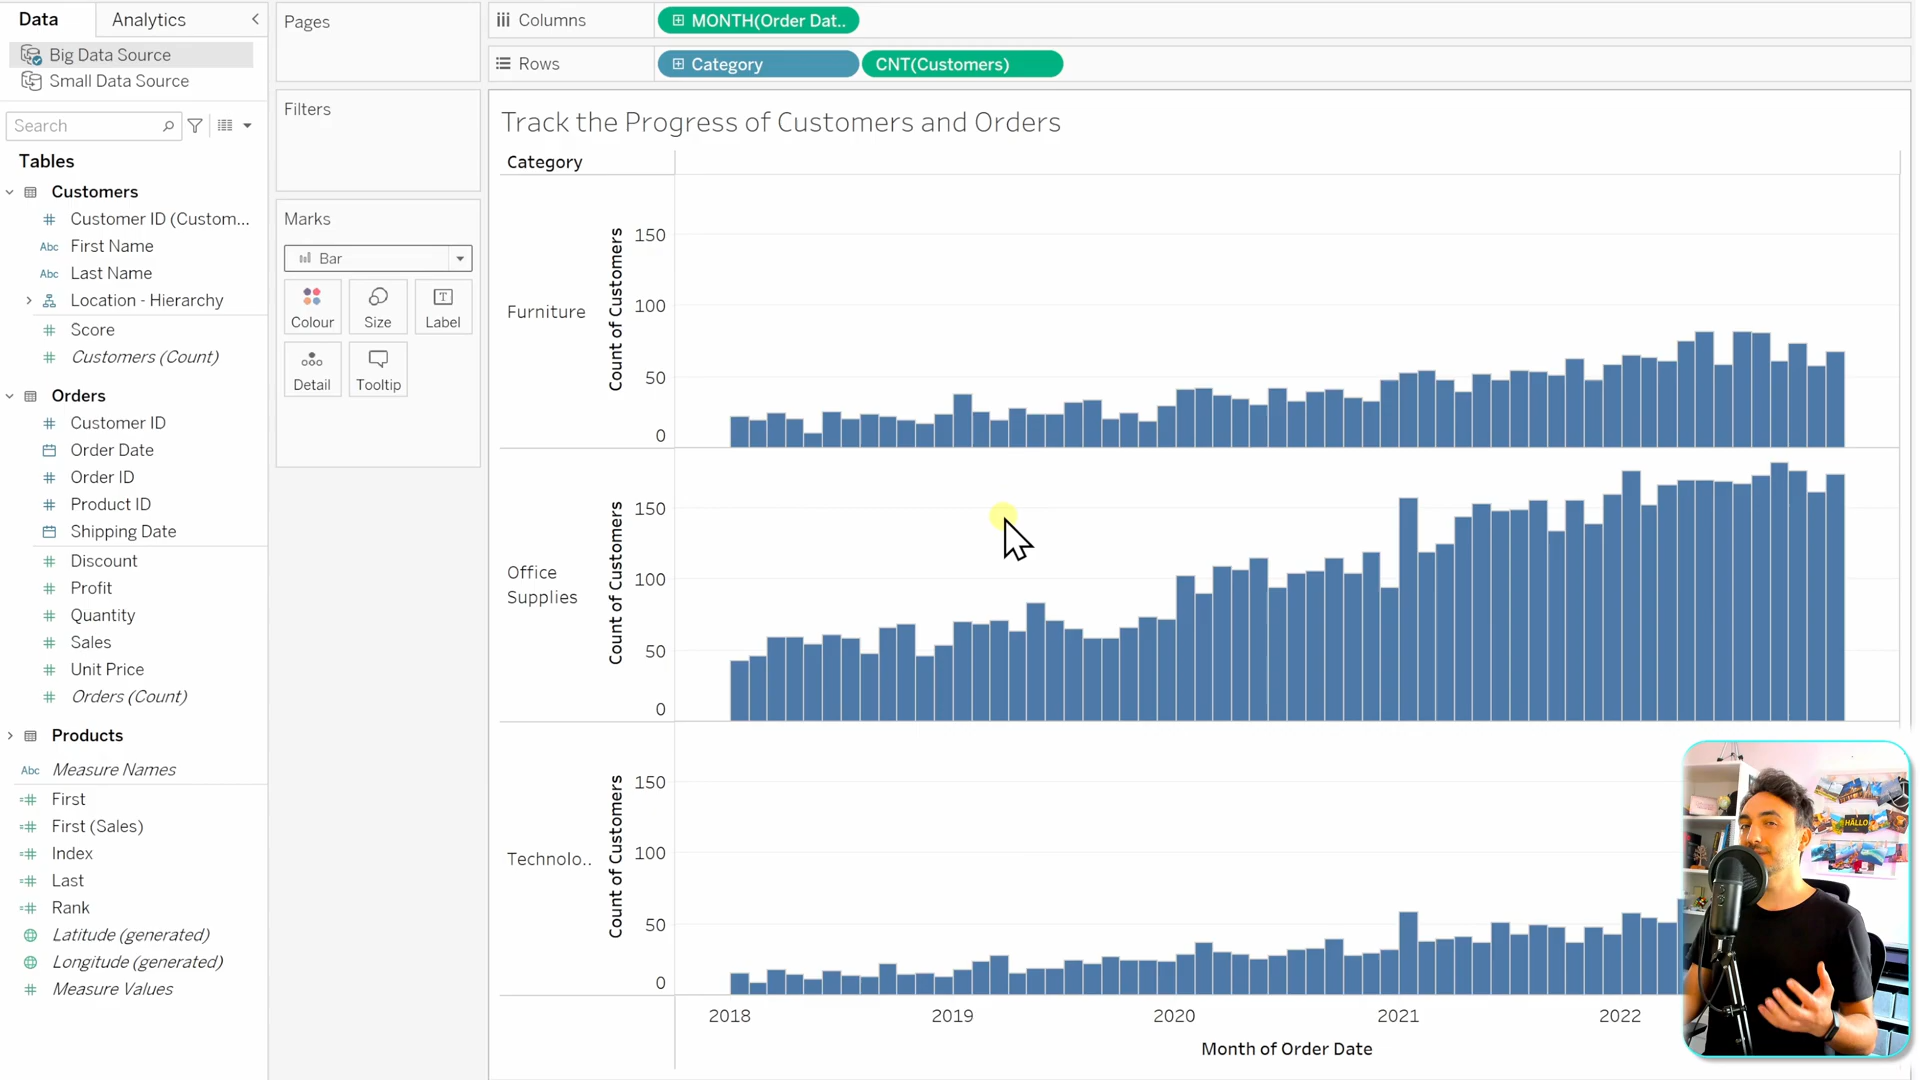 Data
Analytics
Big Data Source
Small Data Source
Search
Tables
Customers
Customer ID (Custom...
Abc First Name
Abc Last Name
Location - Hierarchy
Score
Customers (Count)
Orders
Customer ID
Order Date
Order ID
Product ID
Shipping Date
Discount
Profit
Quantity
Sales
Unit Price
Orders (Count)
Products
Abc Measure Names
First
First (Sales)
Index
Last
Rank
Latitude (generated)
Longitude (generated)
Measure Values
Pages
Filters
Marks
Bar
Colour
Size
Label
Detail
Tooltip
Columns
MONTH(Order Dat..
Rows
Category
CNT(Customers)
Track the Progress of Customers and Orders
Category
Furniture
Count of Customers
150
100
50
0
Office
Supplies
Count of Customers
150
100
50
0
Technolo..
Count of Customers
150
100
50
0
2018
2019
2020
2021
2022
Month of Order Date
HALLO